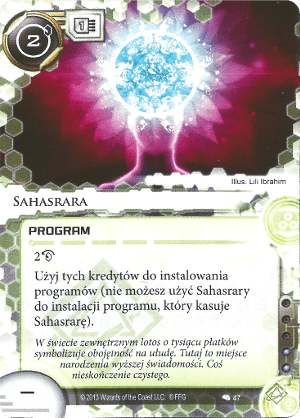 2
1
Illus. Lili Ibrahim
SAHASRARA
PROGRAM
2
Użyj tych kredytów do instalowania
programów (nie możesz użyć Sahasrary
do instalacji programu, który kasuje
Sahasrarę).
W świecie zewnętrznym lotos o tysiącu płatków
symbolizuje obojętność na ułudę. Tutaj to miejsce
narodzenia wyższej świadomości. Coś
nieskończenie czystego.
–
© 2013 Wizards of the Coast LLC. © FFG
47